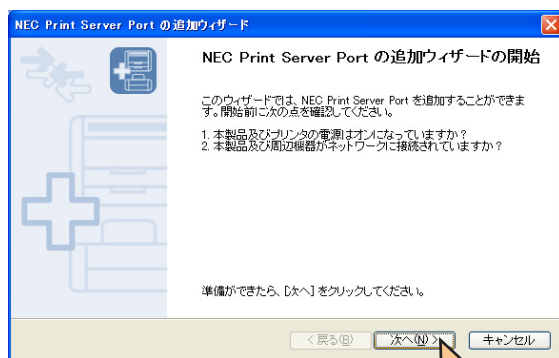 NEC Print Server Port の追加ウィザード
NEC Print Server Port の追加ウィザードの開始
このウィザードでは、NEC Print Server Port を追加することができま
す。開始前に次の点を確認してください。
1. 本製品及びプリンタの電源はオンになっていますか？
2. 本製品及び周辺機器がネットワークに接続されていますか？
準備ができたら、[次へ] をクリックしてください。
< 戻る(B)
次へ(N) >
キャンセル